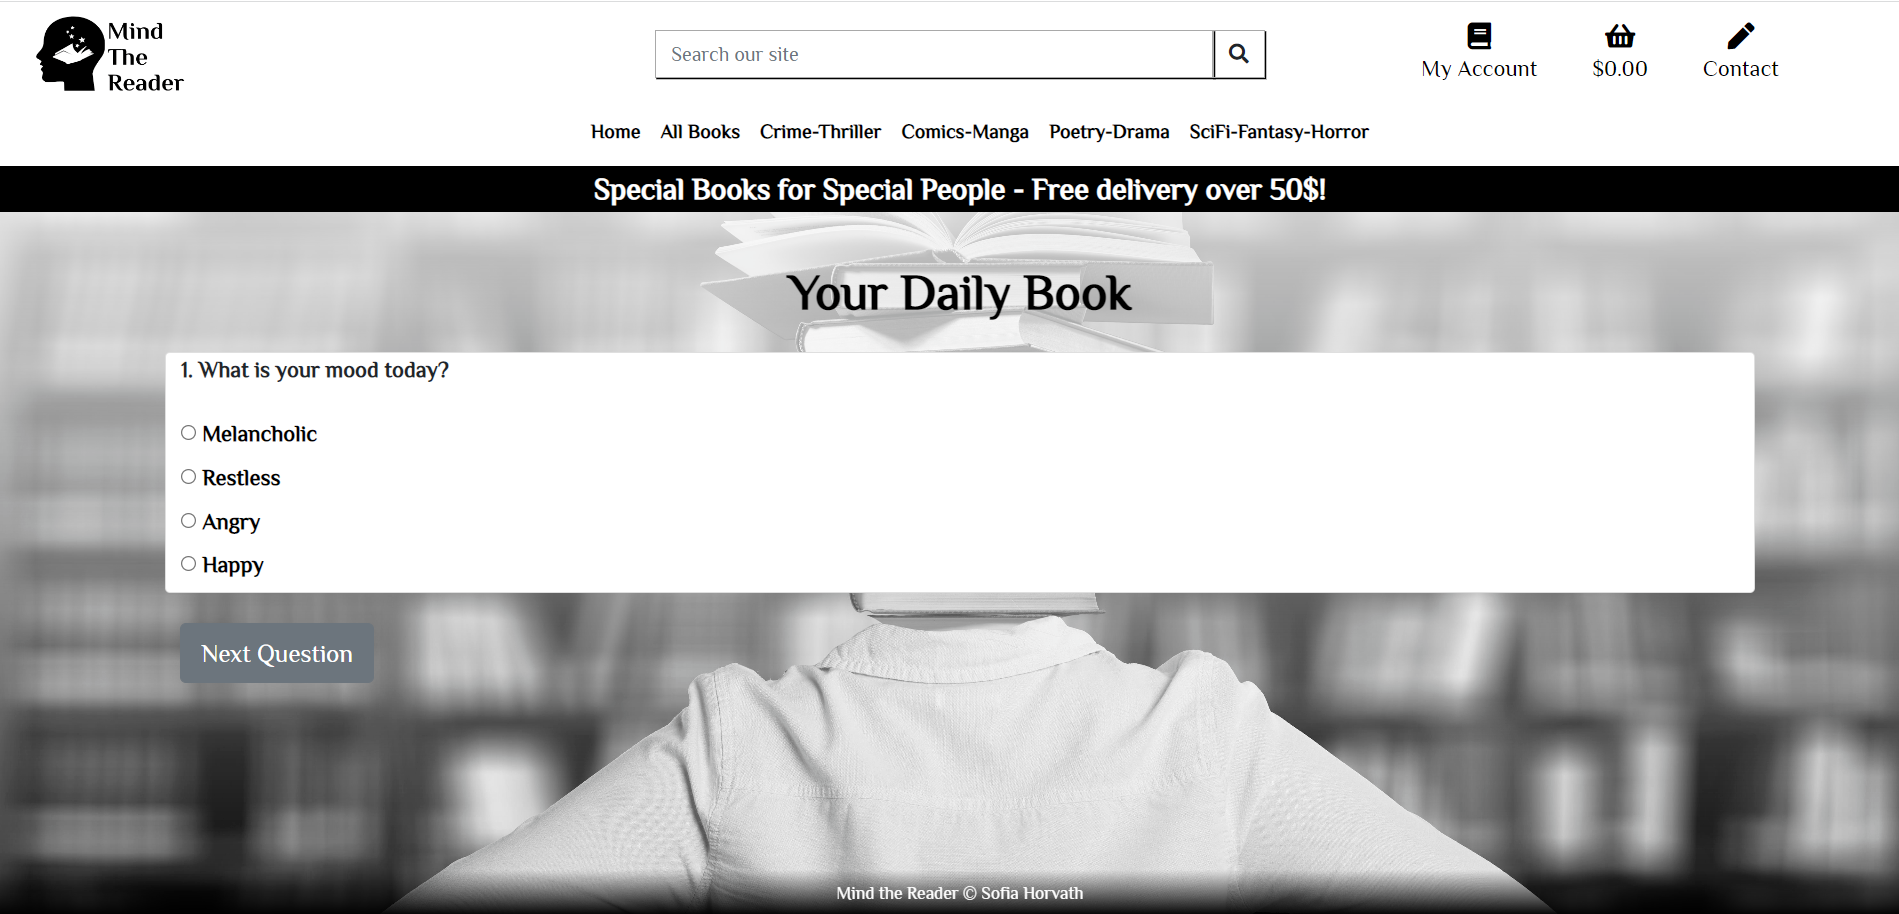 Mind
The
Reader
Search our site
My Account
$0.00
Contact
Home All Books Crime-Thriller Comics-Manga Poetry-Drama SciFi-Fantasy-Horror
Special Books for Special People - Free delivery over 50$!
Your Daily Book
1. What is your mood today?
Melancholic
Restless
Angry
Happy
Next Question
Mind the Reader © Sofia Horvath